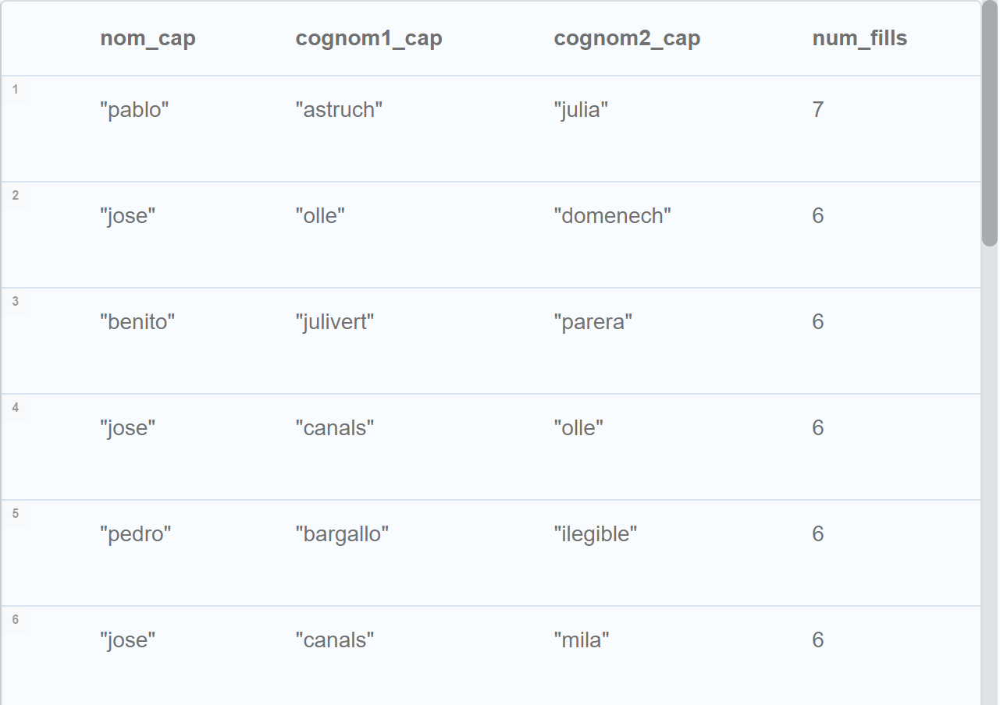 nom_cap cognom1_cap cognom2_cap num_fills
1 "pablo" "astruch" "julia" 7
2 "jose" "olle" "domenech" 6
3 "benito" "julivert" "parera" 6
4 "jose" "canals" "olle" 6
5 "pedro" "bargallo" "ilegible" 6
6 "jose" "canals" "mila" 6